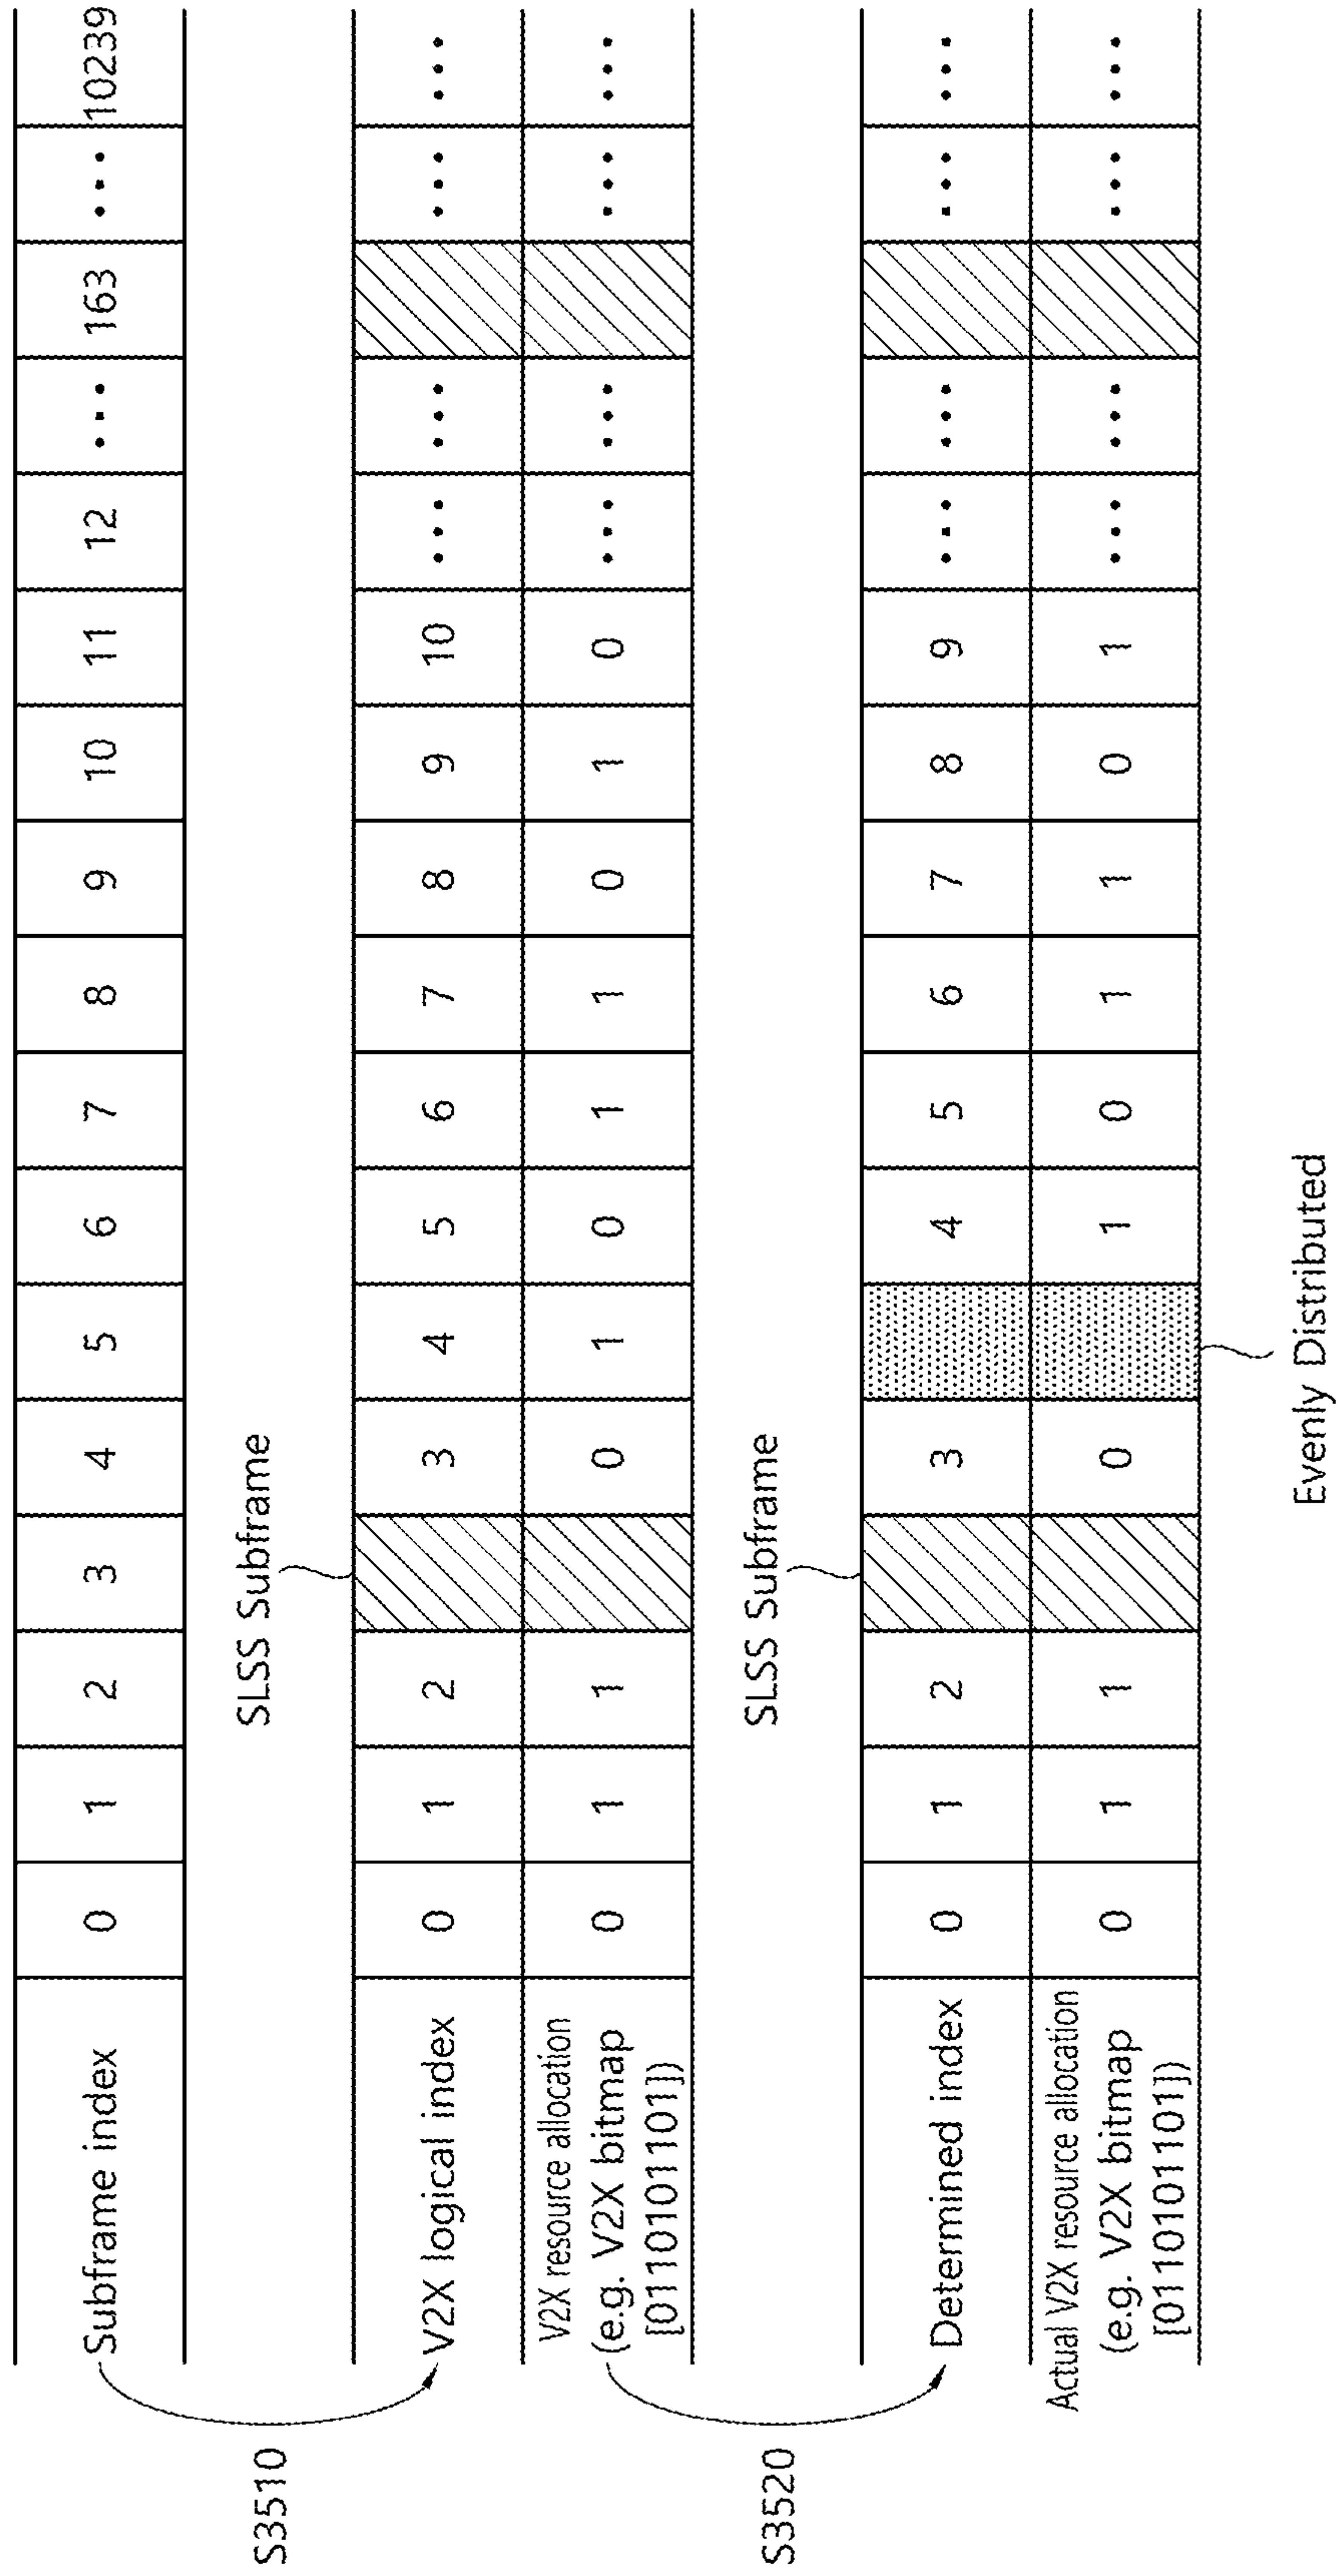 Subframe index 0 1 2 3 4 5 6 7 8 9 10 11 12 ••• 163 ••• 10239
S3510
SLSS Subframe
V2X logical index 0 1 2 3 4 5 6 7 8 9 10 ••• ••• ••• •••
V2X resource allocation
(e.g. V2X bitmap
[0110101101])
0 1 1 0 1 0 1 1 0 1 0 ••• ••• ••• •••
S3520
SLSS Subframe
Determined index 0 1 2 3 4 5 6 7 8 9 ••• ••• ••• •••
Actual V2X resource allocation
(e.g. V2X bitmap
[0110101101])
0 1 1 0 1 0 1 1 0 1 ••• ••• ••• •••
Evenly Distributed